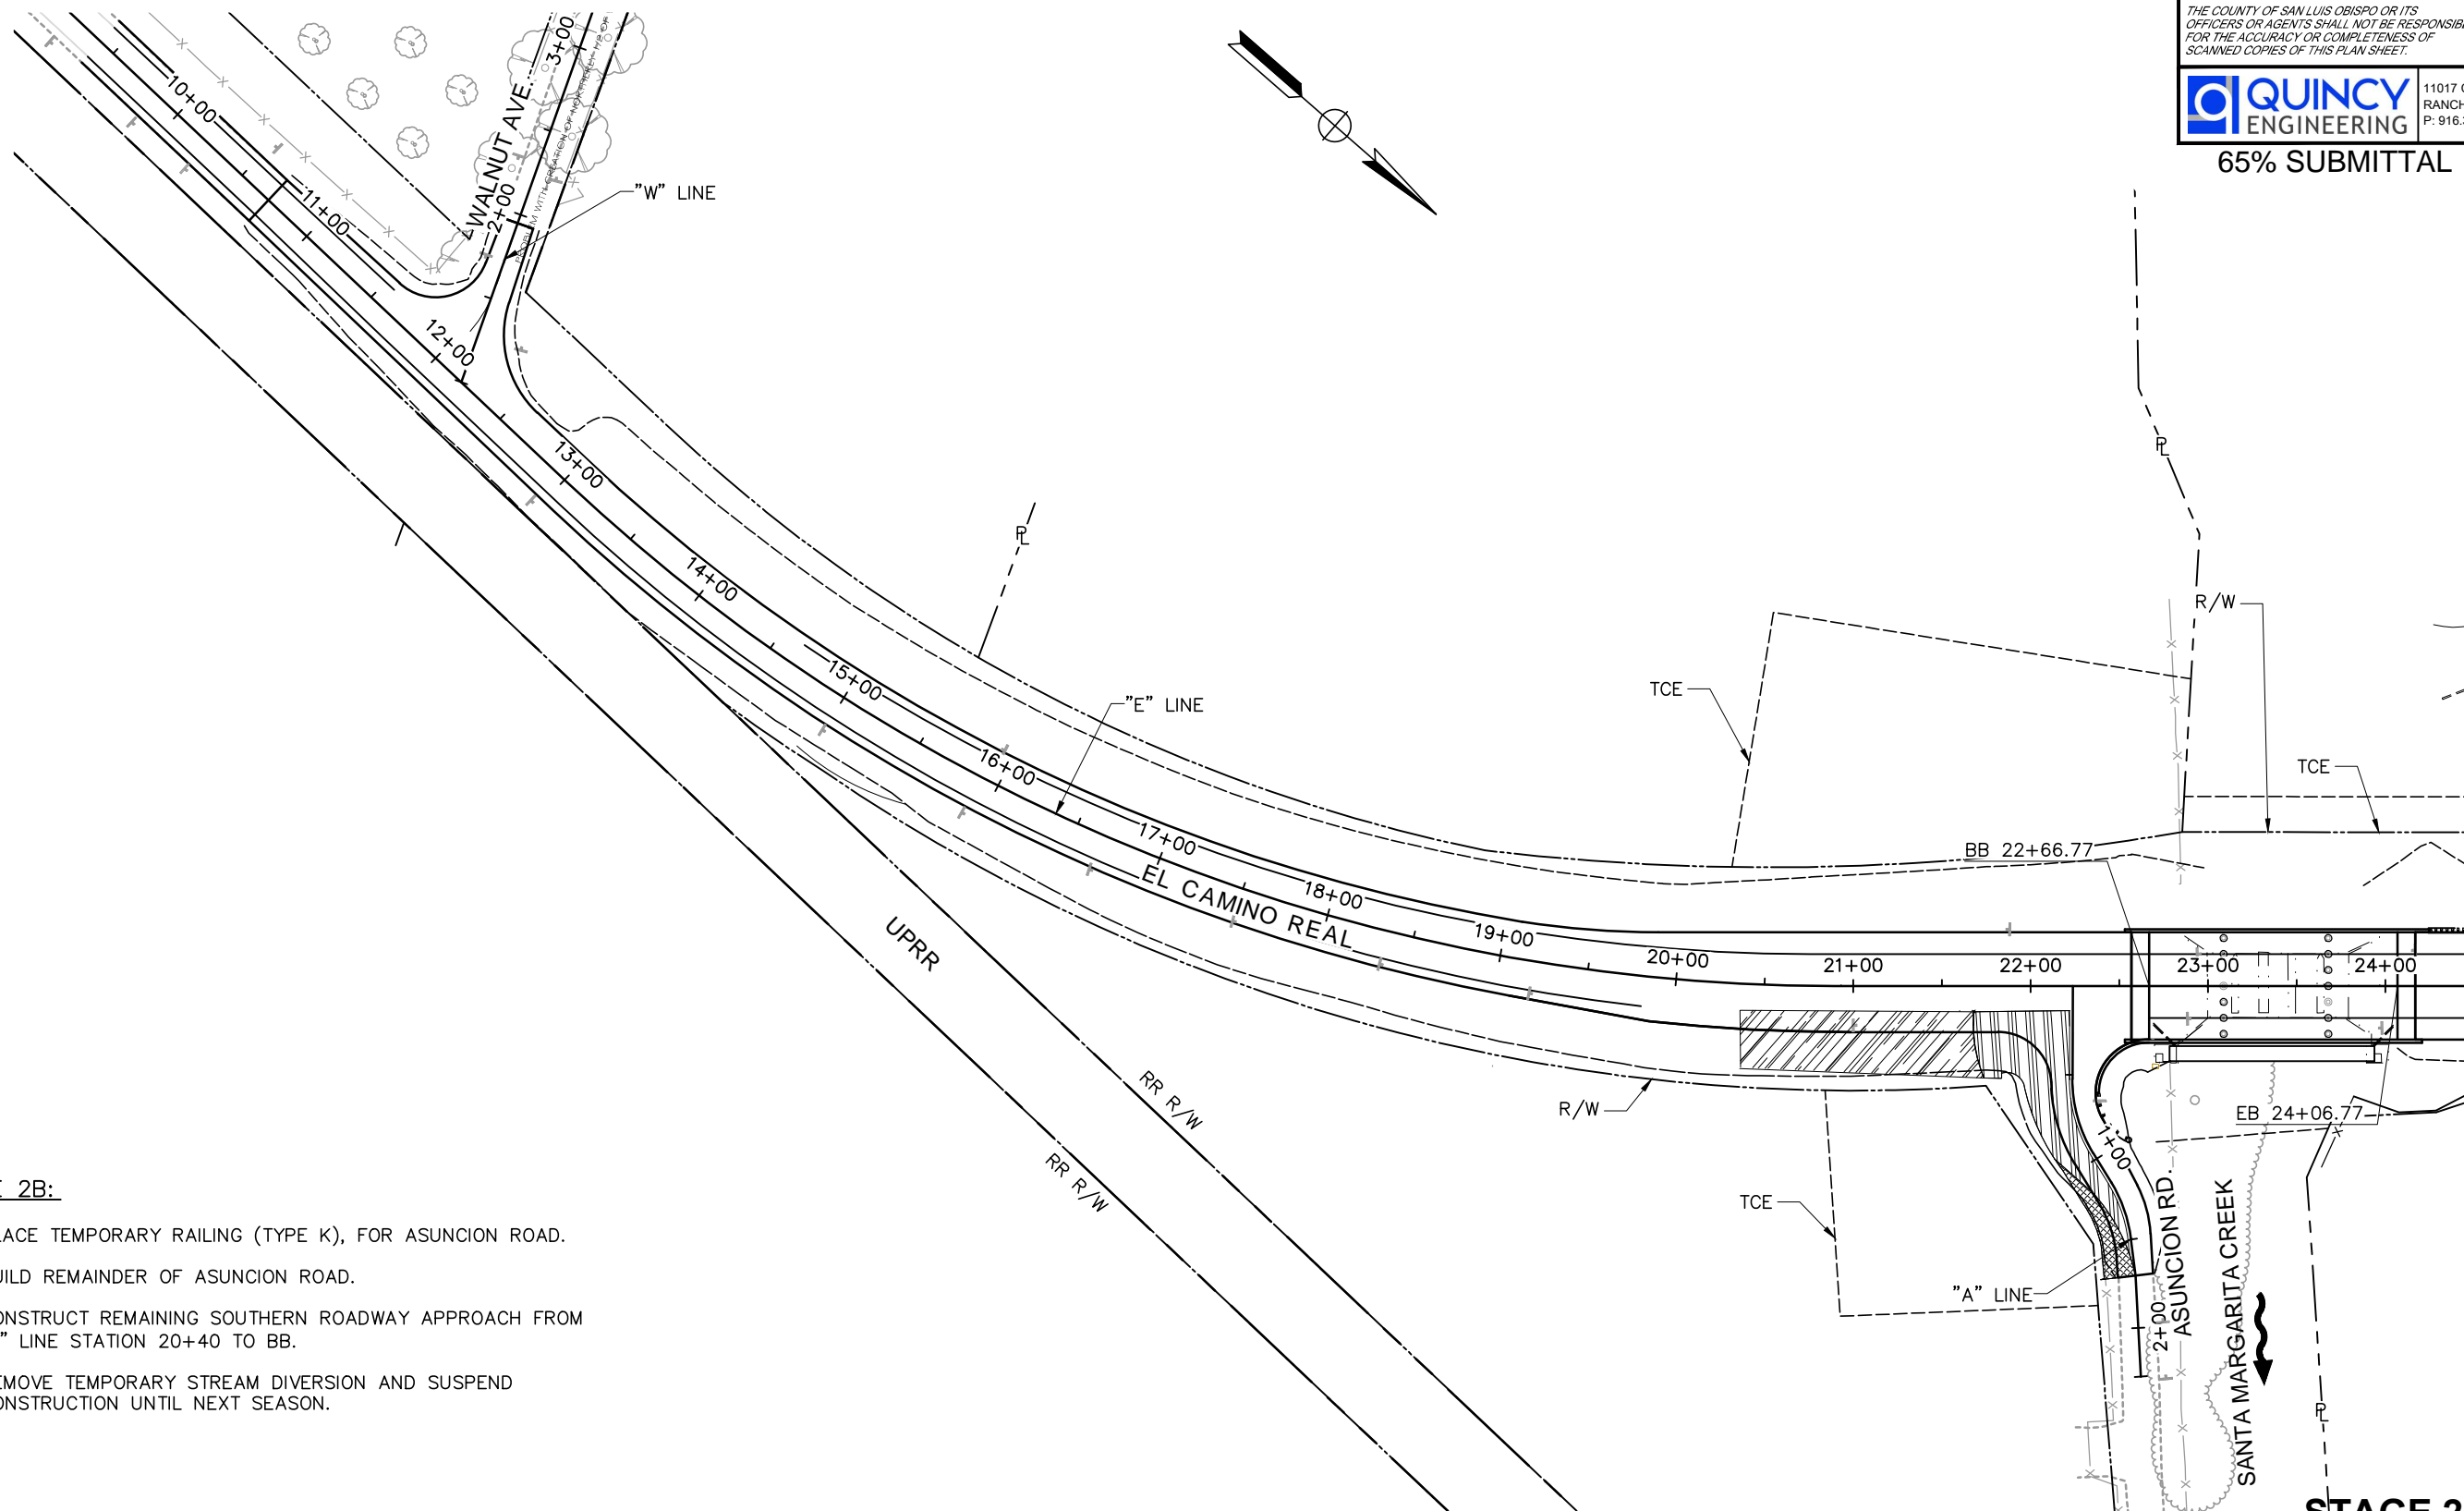 THE COUNTY OF SAN LUIS OBISPO OR ITS
OFFICERS OR AGENTS SHALL NOT BE
FOR THE ACCURACY OR COMPLETENESS OF
SCANNED COPIES OF THIS PLAN SHEET.
QUINCY
ENGINEERING
11017
P: 916.
65% SUBMITTAL
10+00
11+00
12+00
13+00
14+00
15+00
16+00
17+00
18+00
19+00
20+00
21+00
22+00
23+00
24+00
WALNUT AVE.
2+00
3+00
"W" LINE
PL
PL
R/W
TCE
TCE
"E" LINE
BB 22+66.77
EL CAMINO REAL
UPRR
RR R/W
RR R/W
R/W
TCE
EB 24+06.77
1+00
"A" LINE
2+00
ASUNCION RD.
SANTA MARGARITA CREEK
PL
2B:
TEMPORARY RAILING (TYPE K), FOR ASUNCION ROAD.
REMAINDER OF ASUNCION ROAD.
REMAINING SOUTHERN ROADWAY APPROACH FROM
LINE STATION 20+40 TO BB.
TEMPORARY STREAM DIVERSION AND SUSPEND
UNTIL NEXT SEASON.